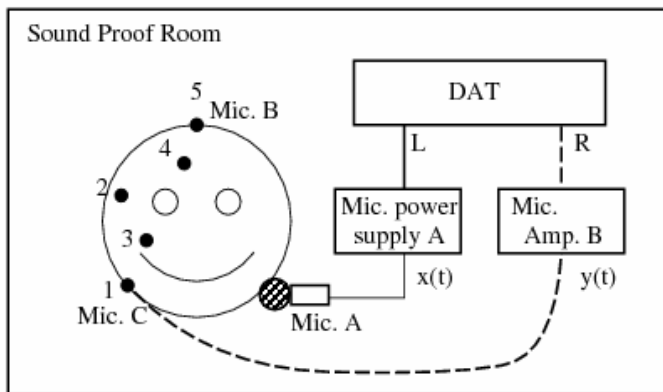 Sound Proof Room
5
Mic. B
DAT
4
L
R
2
Mic. power
supply A
Mic.
Amp. B
3
1
x(t)
y(t)
Mic. C
Mic. A